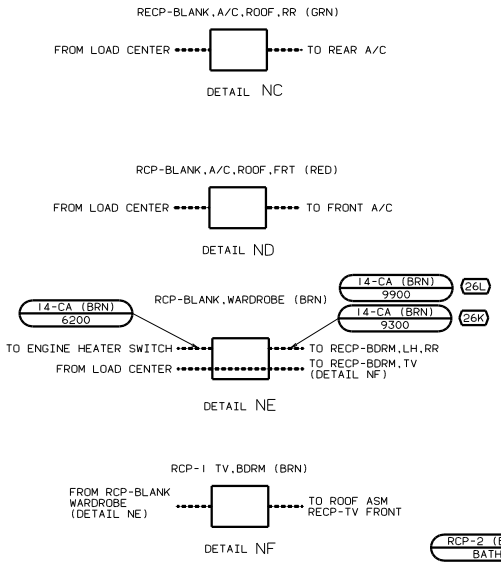 RECP-BLANK,A/C,ROOF,RR (GRN)
FROM LOAD CENTER
TO REAR A/C
DETAIL NC
RCP-BLANK,A/C,ROOF,FRT (RED)
FROM LOAD CENTER
TO FRONT A/C
DETAIL ND
14-CA (BRN)
9900
26L
14-CA (BRN)
6200
RCP-BLANK,WARDROBE (BRN)
14-CA (BRN)
9300
26K
TO ENGINE HEATER SWITCH
TO RECP-BDRM,LH,RR
FROM LOAD CENTER
TO RECP-BDRM,TV
(DETAIL NF)
DETAIL NE
RCP-1 TV,BDRM (BRN)
FROM RCP-BLANK
WARDROBE
(DETAIL NE)
TO ROOF ASM
RECP-TV FRONT
DETAIL NF
RCP-2 (
BATH